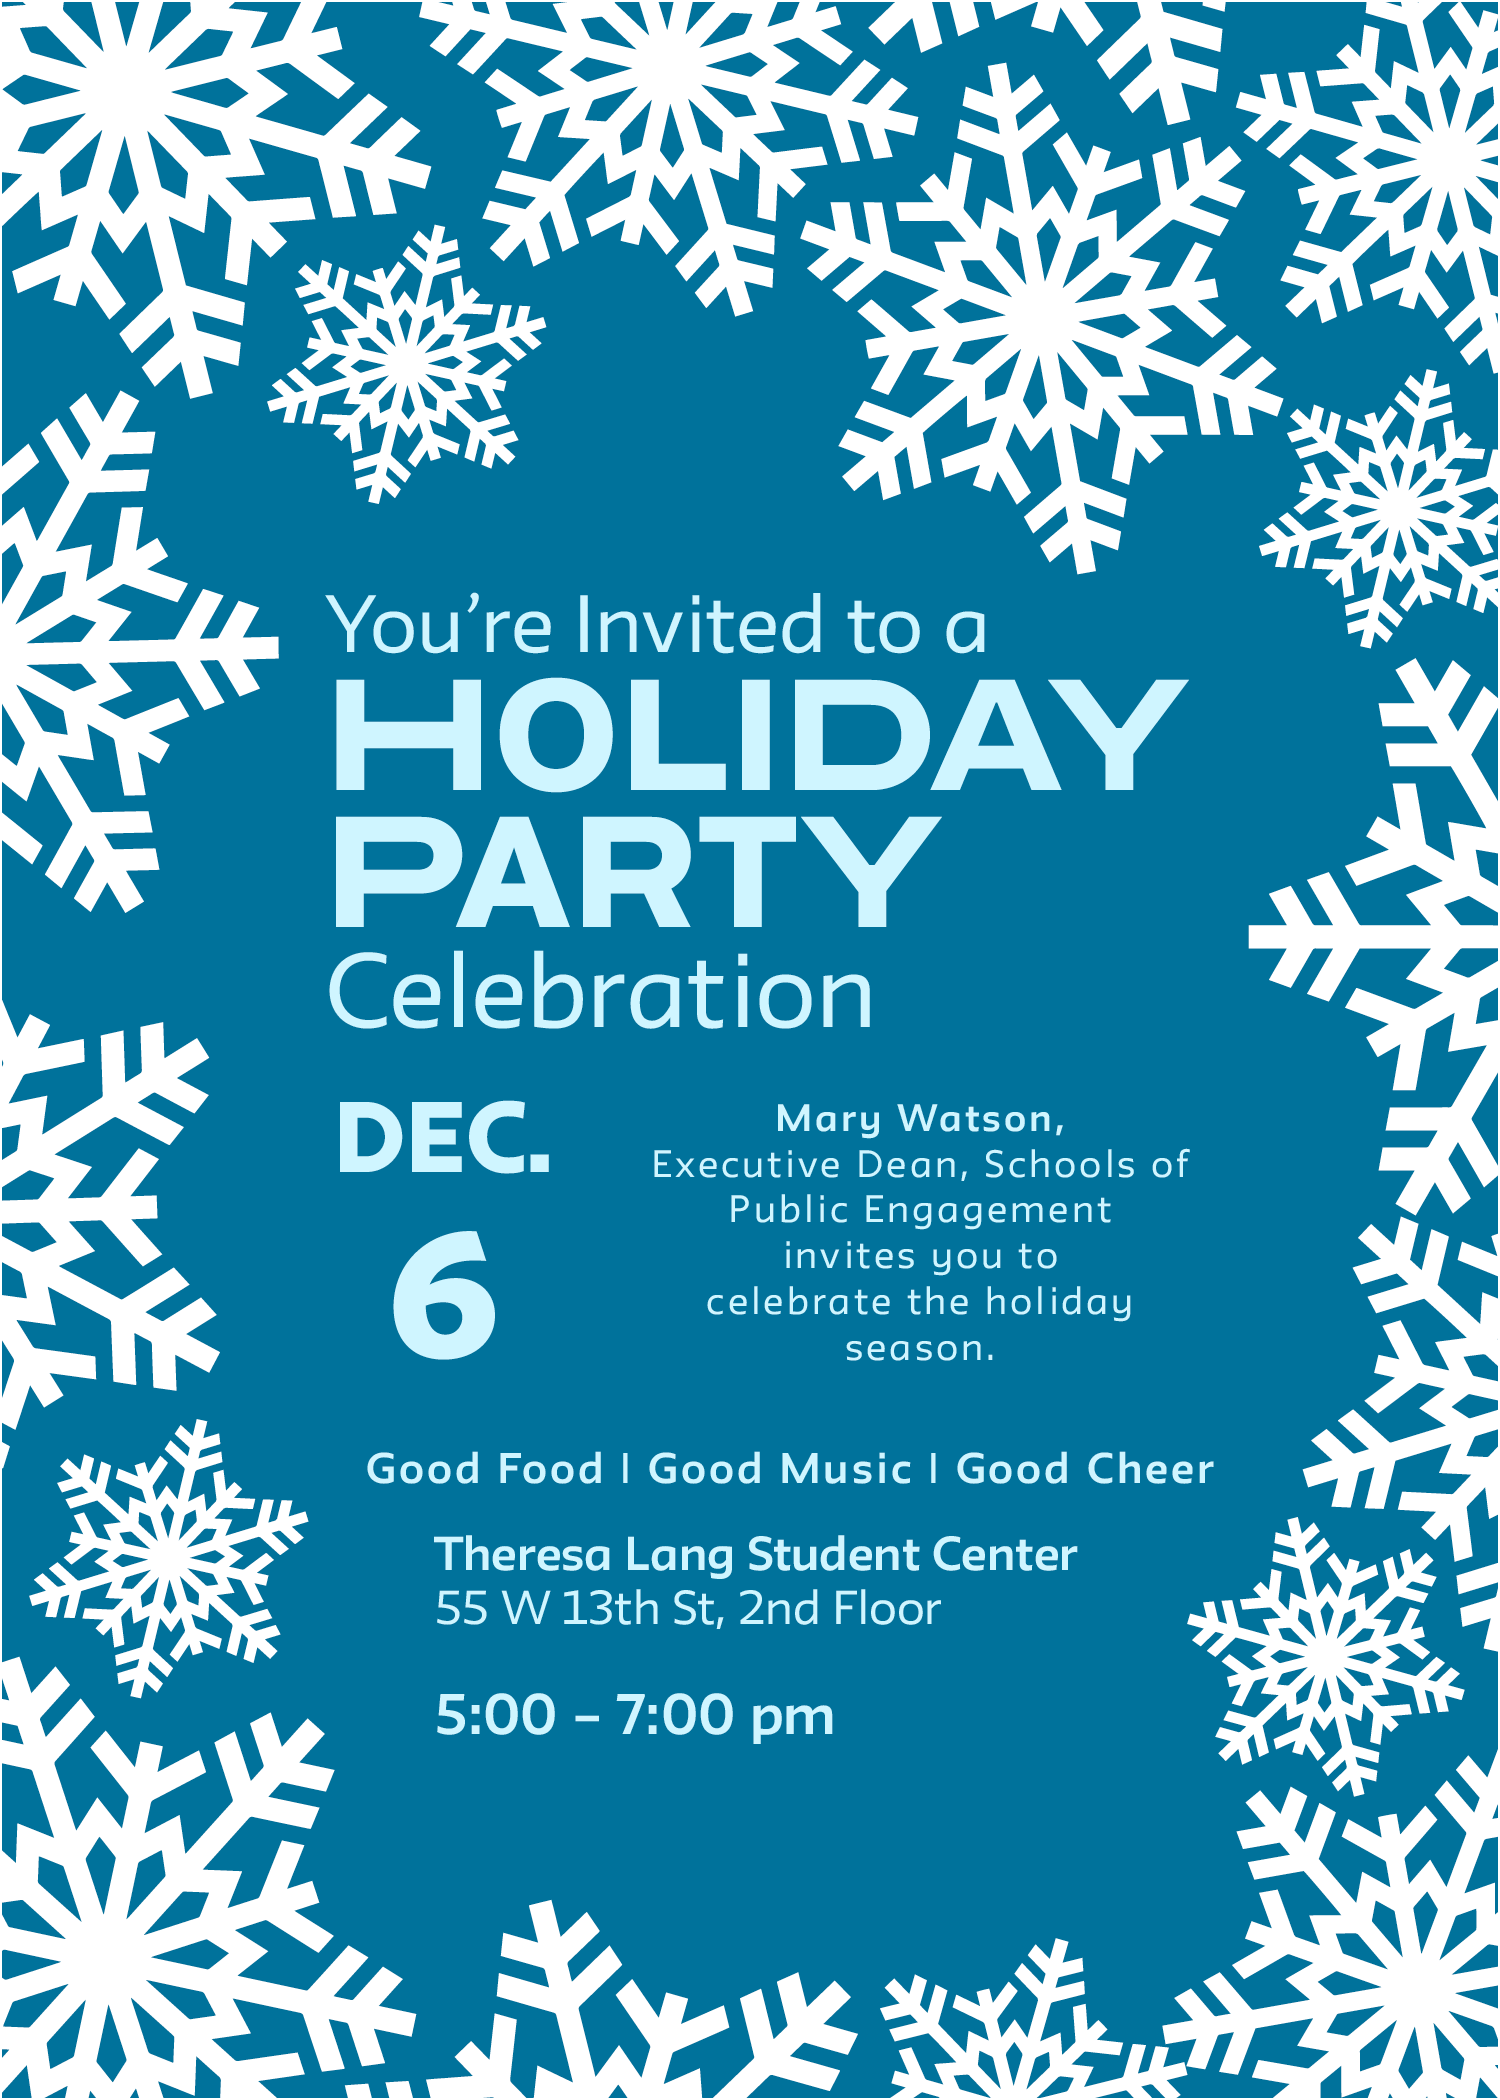 You’re Invited to a
HOLIDAY
PARTY
Celebration
DEC.
6
Mary Watson,
Executive Dean, Schools of
Public Engagement
invites you to
celebrate the holiday
season.
Good Food | Good Music | Good Cheer
Theresa Lang Student Center
55 W 13th St, 2nd Floor
5:00 – 7:00 pm